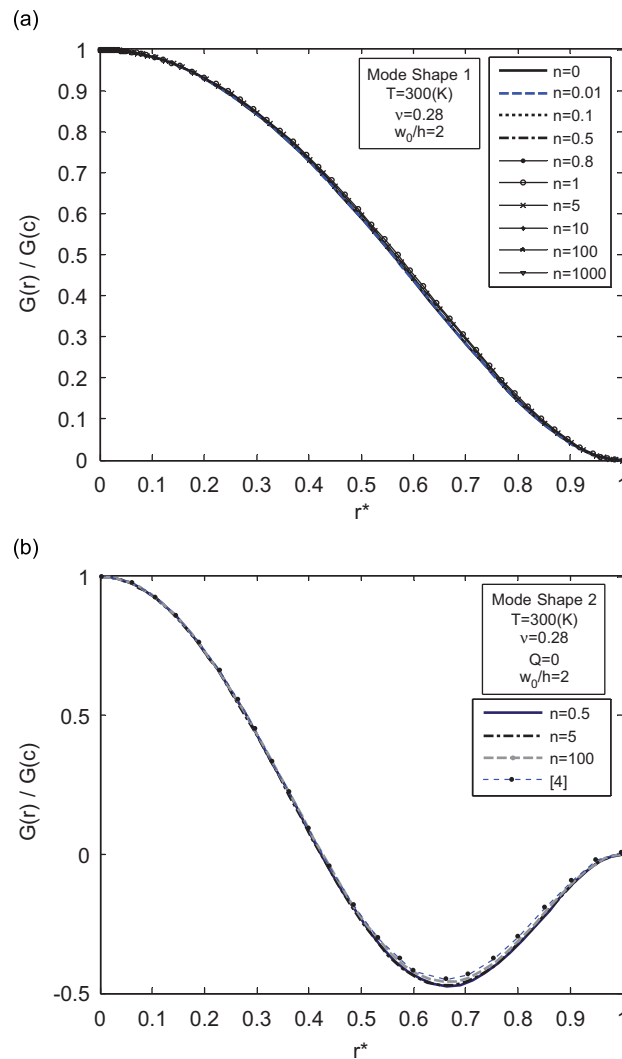 (a)
1
0.9
0.8
0.7
0.6
0.5
0.4
0.3
0.2
0.1
0
G(r) / G(c)
Mode Shape 1
T=300(K)
ν=0.28
w0/h=2
n=0
n=0.01
n=0.1
n=0.5
n=0.8
n=1
n=5
n=10
n=100
n=1000
0 0.1 0.2 0.3 0.4 0.5 0.6 0.7 0.8 0.9 1
r*
(b)
1
0.5
0
-0.5
G(r) / G(c)
Mode Shape 2
T=300(K)
ν=0.28
Q=0
w0/h=2
n=0.5
n=5
n=100
[4]
0 0.1 0.2 0.3 0.4 0.5 0.6 0.7 0.8 0.9 1
r*